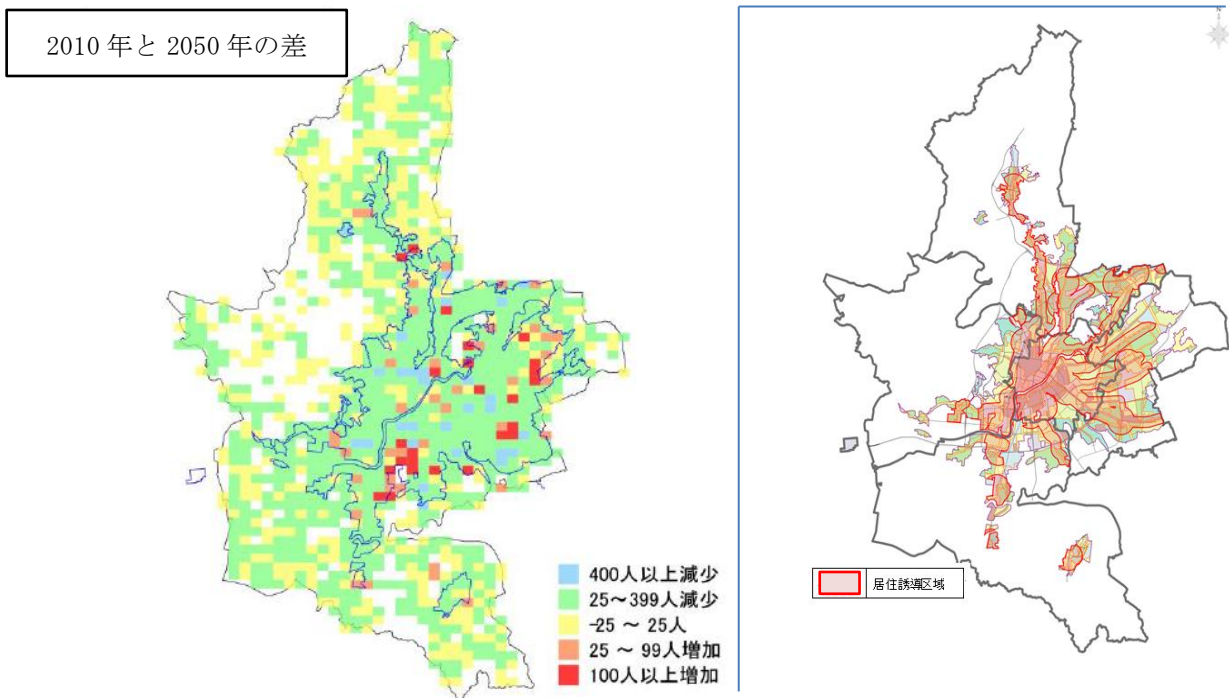 2010年と2050年の差
400人以上減少
25～399人減少
-25 ～ 25人
25 ～ 99人増加
100人以上増加
N
居住誘導区域